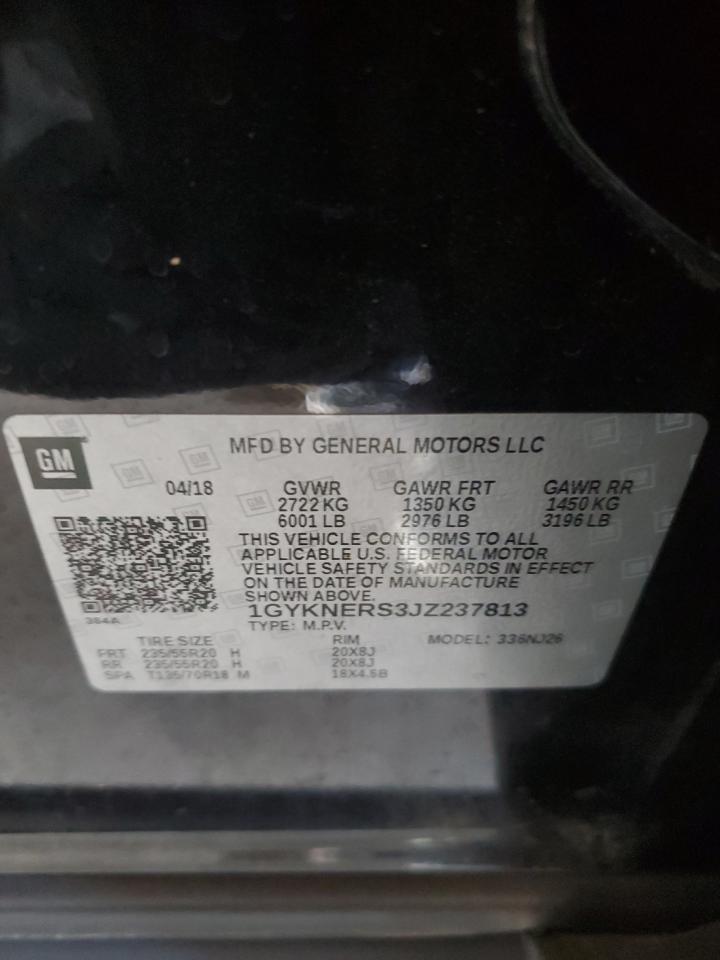 GM
MFD BY GENERAL MOTORS LLC
04/18 GVWR GAWR FRT GAWR RR
2722 KG 1350 KG 1450 KG
6001 LB 2976 LB 3196 LB
THIS VEHICLE CONFORMS TO ALL
APPLICABLE U.S. FEDERAL MOTOR
VEHICLE SAFETY STANDARDS IN EFFECT
ON THE DATE OF MANUFACTURE
SHOWN ABOVE.
1GYKNERS3JZ237813
384A
TYPE: M.P.V.
TIRE SIZE RIM MODEL: 336NJ26
FRT 235/55R20 H 20X8J
RR 235/55R20 H 20X8J
SPA T135/70R18 M 18X4.5B